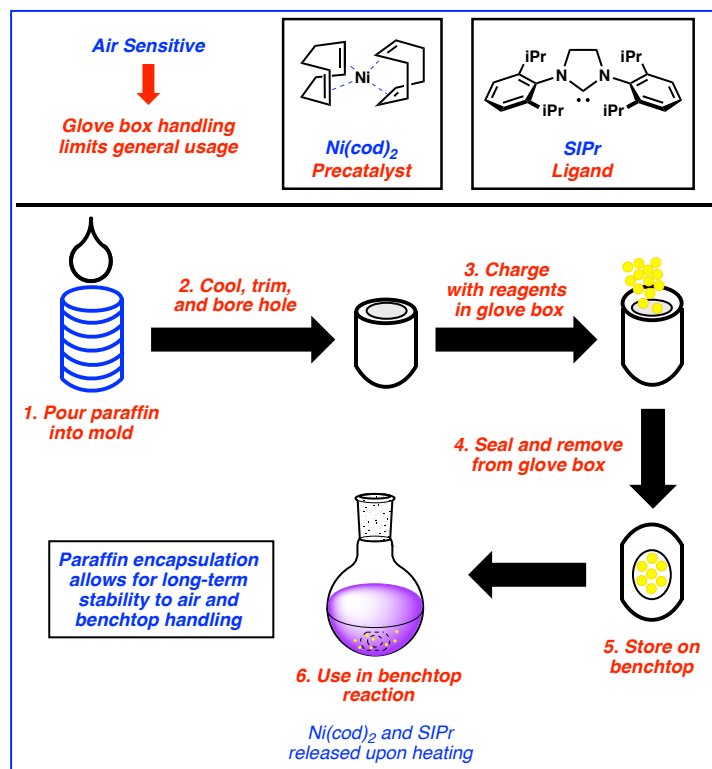 Air Sensitive
Glove box handling
limits general usage
Ni
Ni(cod)2
Precatalyst
iPr
iPr
N
N
iPr
iPr
SIPr
Ligand
1. Pour paraffin
into mold
2. Cool, trim,
and bore hole
3. Charge
with reagents
in glove box
4. Seal and remove
from glove box
5. Store on
benchtop
Paraffin encapsulation
allows for long-term
stability to air and
benchtop handling
6. Use in benchtop
reaction
Ni(cod)2 and SIPr
released upon heating